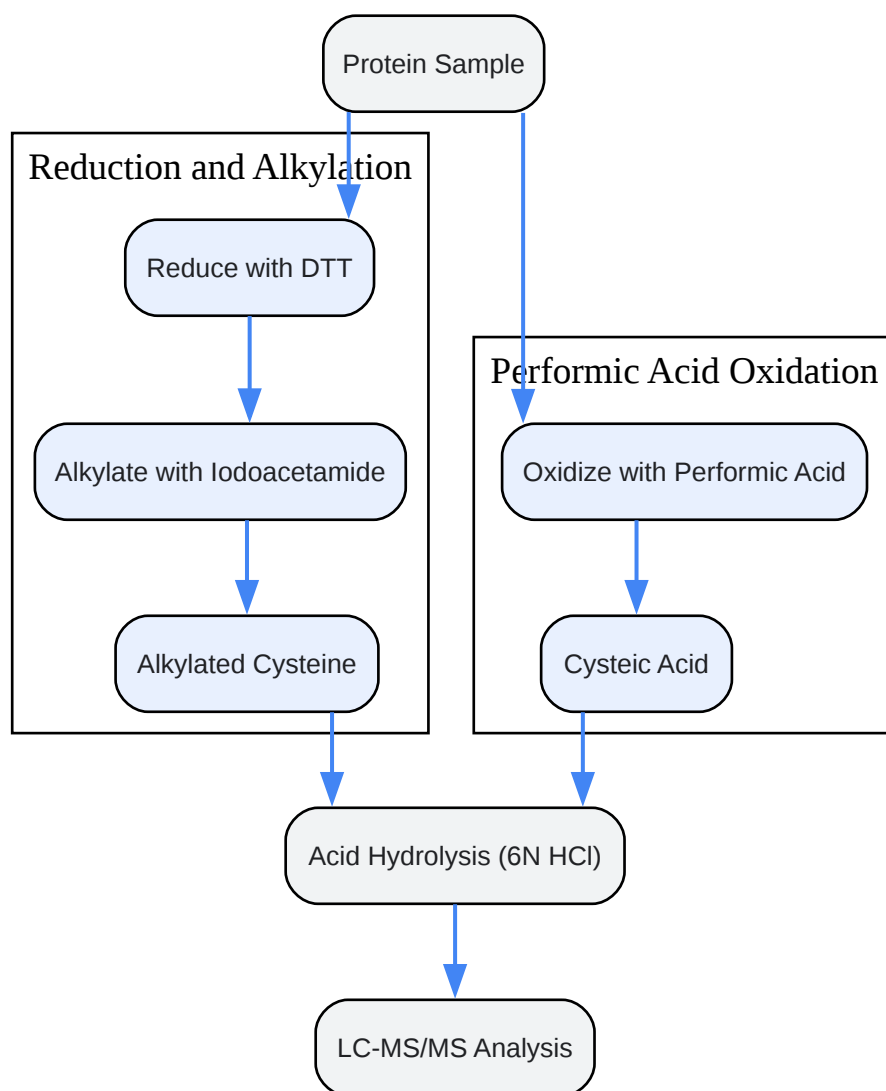 Protein Sample
Reduction and Alkylation
Reduce with DTT
Performic Acid Oxidation
Alkylate with Iodoacetamide
Oxidize with Performic Acid
Alkylated Cysteine
Cysteic Acid
Acid Hydrolysis (6N HCl)
LC-MS/MS Analysis